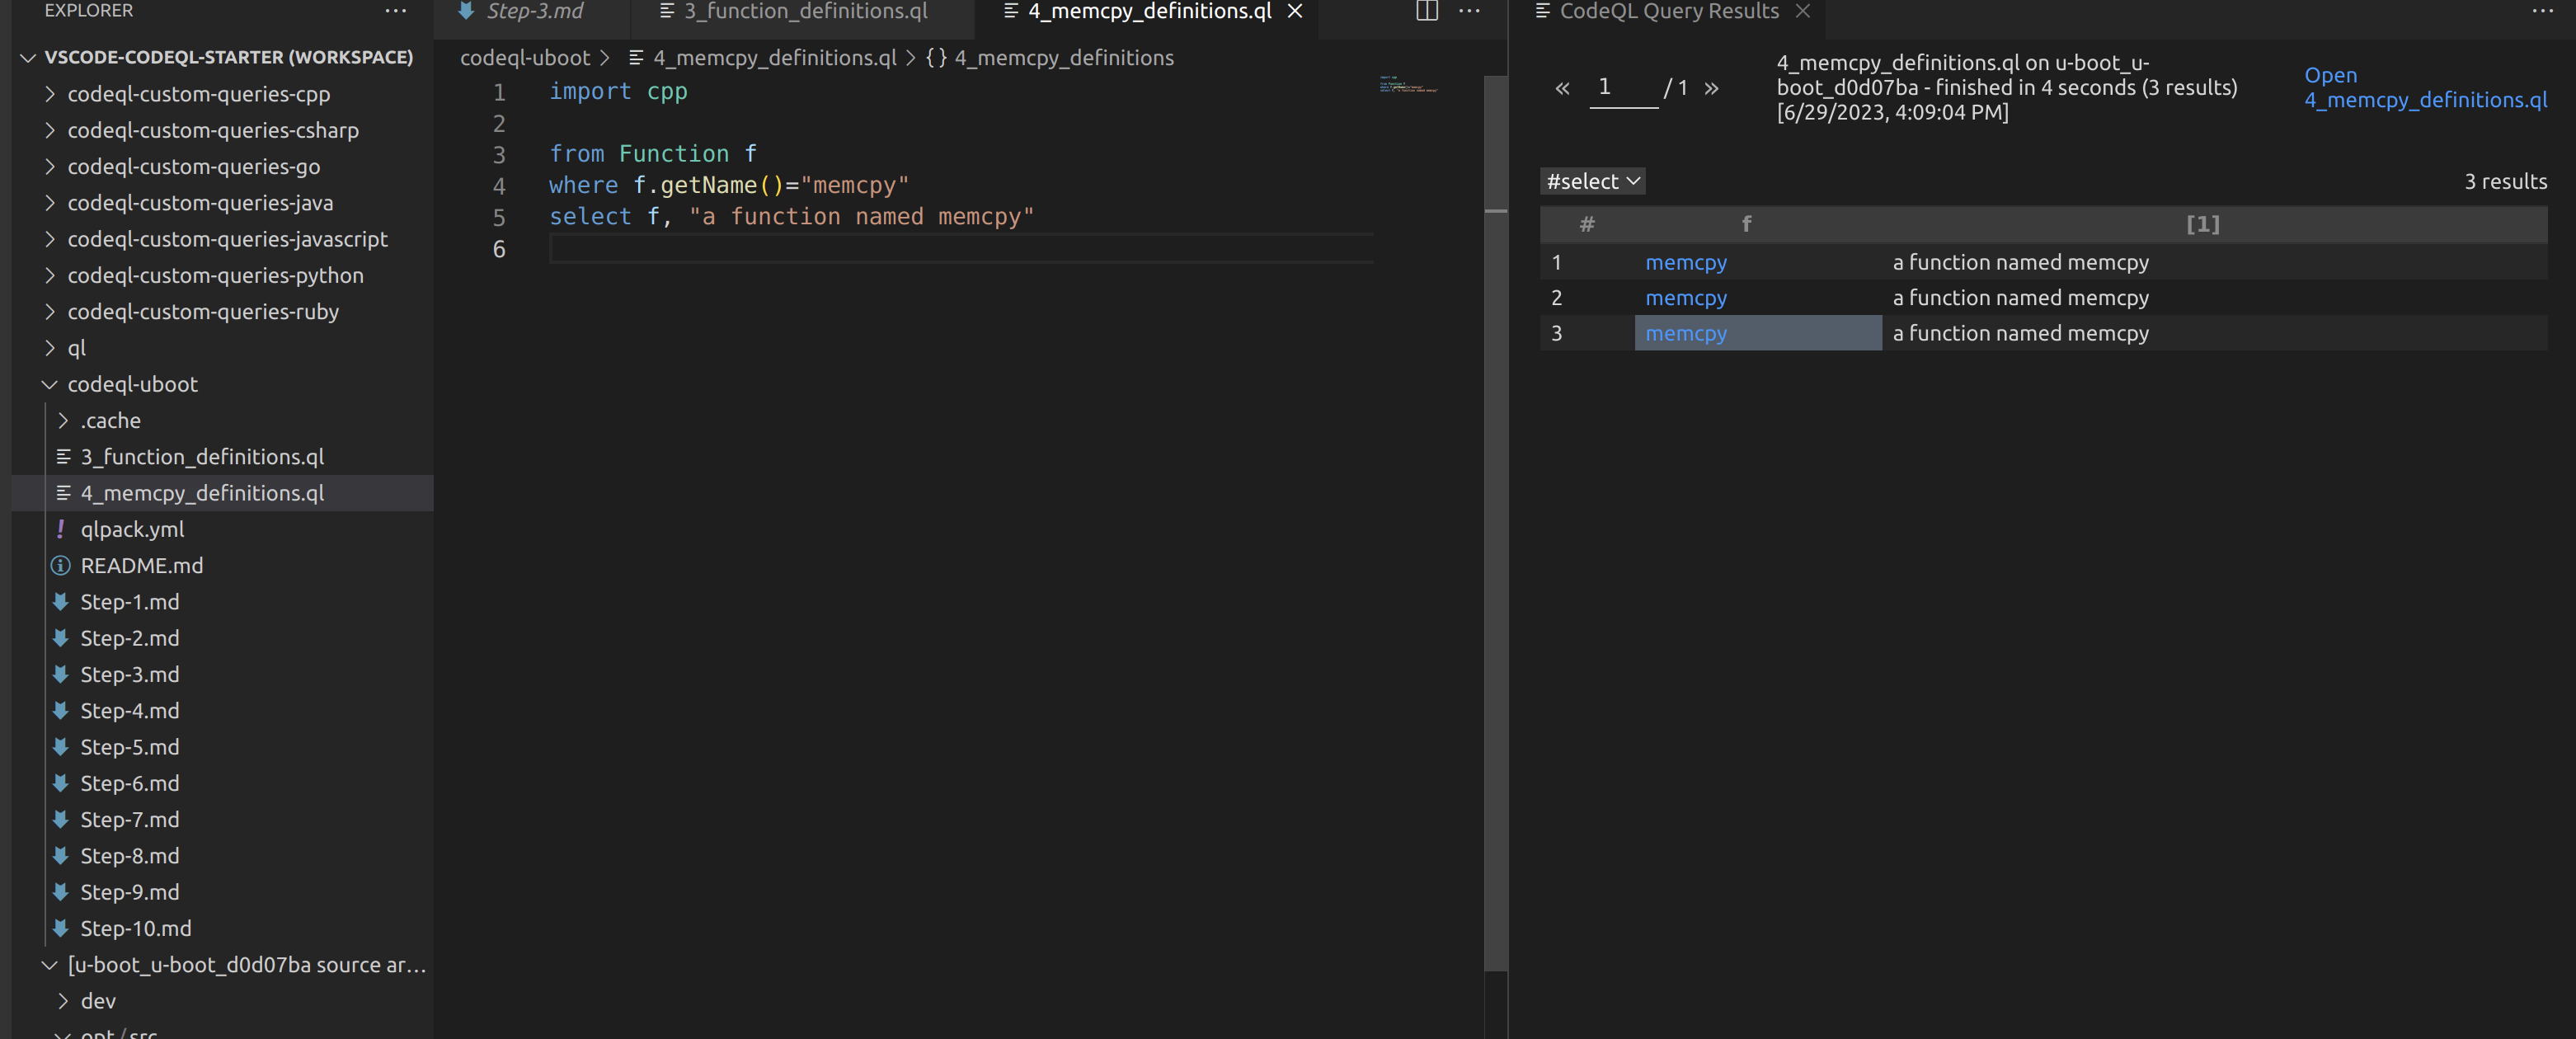 EXPLORER
VSCODE-CODEQL-STARTER (WORKSPACE)
codeql-custom-queries-cpp
codeql-custom-queries-csharp
codeql-custom-queries-go
codeql-custom-queries-java
codeql-custom-queries-javascript
codeql-custom-queries-python
codeql-custom-queries-ruby
ql
codeql-uboot
.cache
3_function_definitions.ql
4_memcpy_definitions.ql
qlpack.yml
README.md
Step-1.md
Step-2.md
Step-3.md
Step-4.md
Step-5.md
Step-6.md
Step-7.md
Step-8.md
Step-9.md
Step-10.md
[u-boot_u-boot_d0d07ba source ar...
dev
opt / src
Step-3.md 3_function_definitions.ql 4_memcpy_definitions.ql
codeql-uboot > 4_memcpy_definitions.ql > {} 4_memcpy_definitions
1 import cpp
2
3 from Function f
4 where f.getName()="memcpy"
5 select f, "a function named memcpy"
6
CodeQL Query Results
« 1 / 1 »
4_memcpy_definitions.ql on u-boot_u-
boot_d0d07ba - finished in 4 seconds (3 results)
[6/29/2023, 4:09:04 PM]
Open
4_memcpy_definitions.ql
#select 3 results
# f [1]
1 memcpy a function named memcpy
2 memcpy a function named memcpy
3 memcpy a function named memcpy